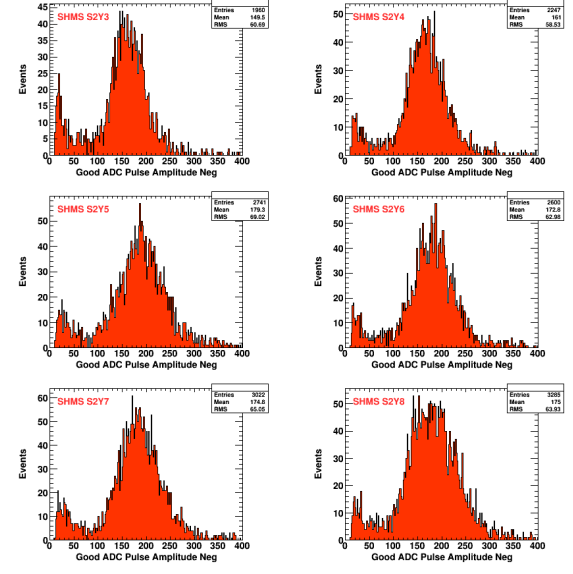 SHMS S2Y3
Entries 1980
Mean 149.5
RMS 60.69
Events
45
40
35
30
25
20
15
10
5
0
0 50 100 150 200 250 300 350 400
Good ADC Pulse Amplitude Neg
SHMS S2Y4
Entries 2247
Mean 161
RMS 58.53
Events
50
40
30
20
10
0
0 50 100 150 200 250 300 350 400
Good ADC Pulse Amplitude Neg
SHMS S2Y5
Entries 2741
Mean 179.3
RMS 69.02
Events
50
40
30
20
10
0
0 50 100 150 200 250 300 350 400
Good ADC Pulse Amplitude Neg
SHMS S2Y6
Entries 2600
Mean 172.8
RMS 62.98
Events
60
50
40
30
20
10
0
0 50 100 150 200 250 300 350 400
Good ADC Pulse Amplitude Neg
SHMS S2Y7
Entries 3022
Mean 174.8
RMS 65.05
Events
60
50
40
30
20
10
0
0 50 100 150 200 250 300 350 400
Good ADC Pulse Amplitude Neg
SHMS S2Y8
Entries 3285
Mean 175
RMS 63.93
Events
50
40
30
20
10
0
0 50 100 150 200 250 300 350 400
Good ADC Pulse Amplitude Neg